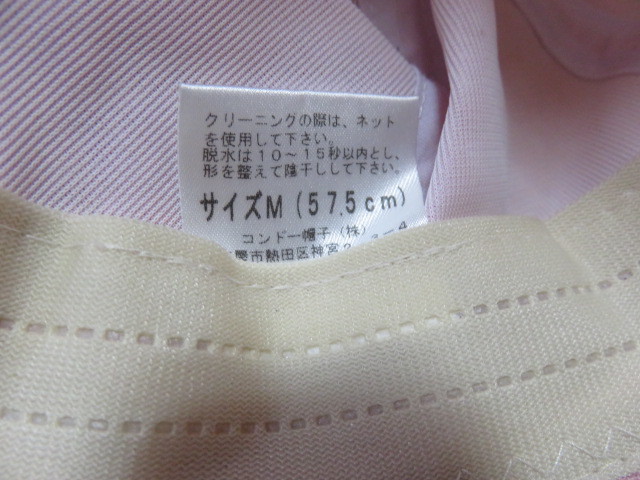 クリーニングの際は、ネット
を使用して下さい。
脱水は10〜15秒以内とし、
形を整えて陰干しして下さい。
サイズM(57.5cm)
コンドー帽子(株)
市熱田区神宮